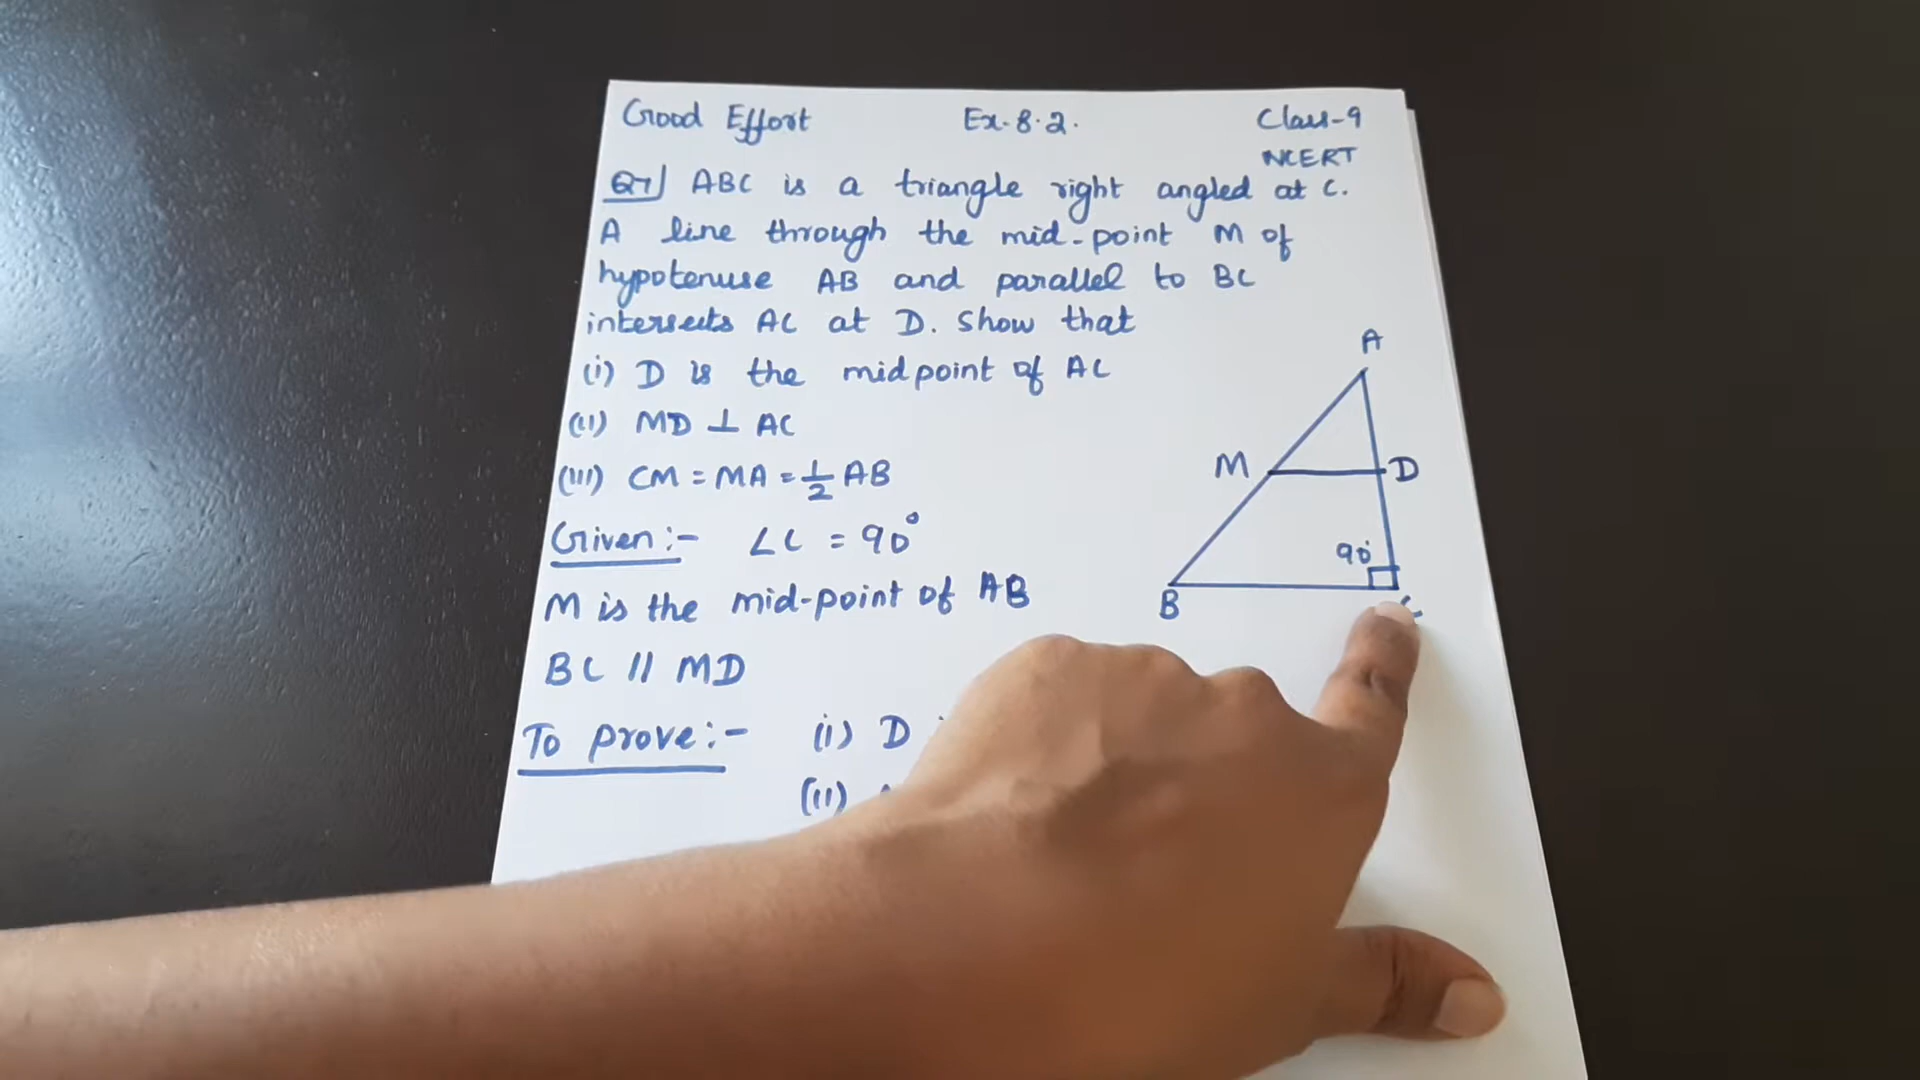 Good Effort Ex-8.2.
Class-9
NCERT
Q7] ABC is a triangle right angled at C.
A line through the mid-point M of
hypotenuse AB and parallel to BC
intersects AC at D. Show that
(i) D is the midpoint of AC
(ii) MD ⊥ AC
(iii) CM = MA = 1/2 AB
Given:- ∠C = 90°
M is the mid-point of AB
BC // MD
To prove:- (i) D
(ii)
A
M
D
90°
B
C